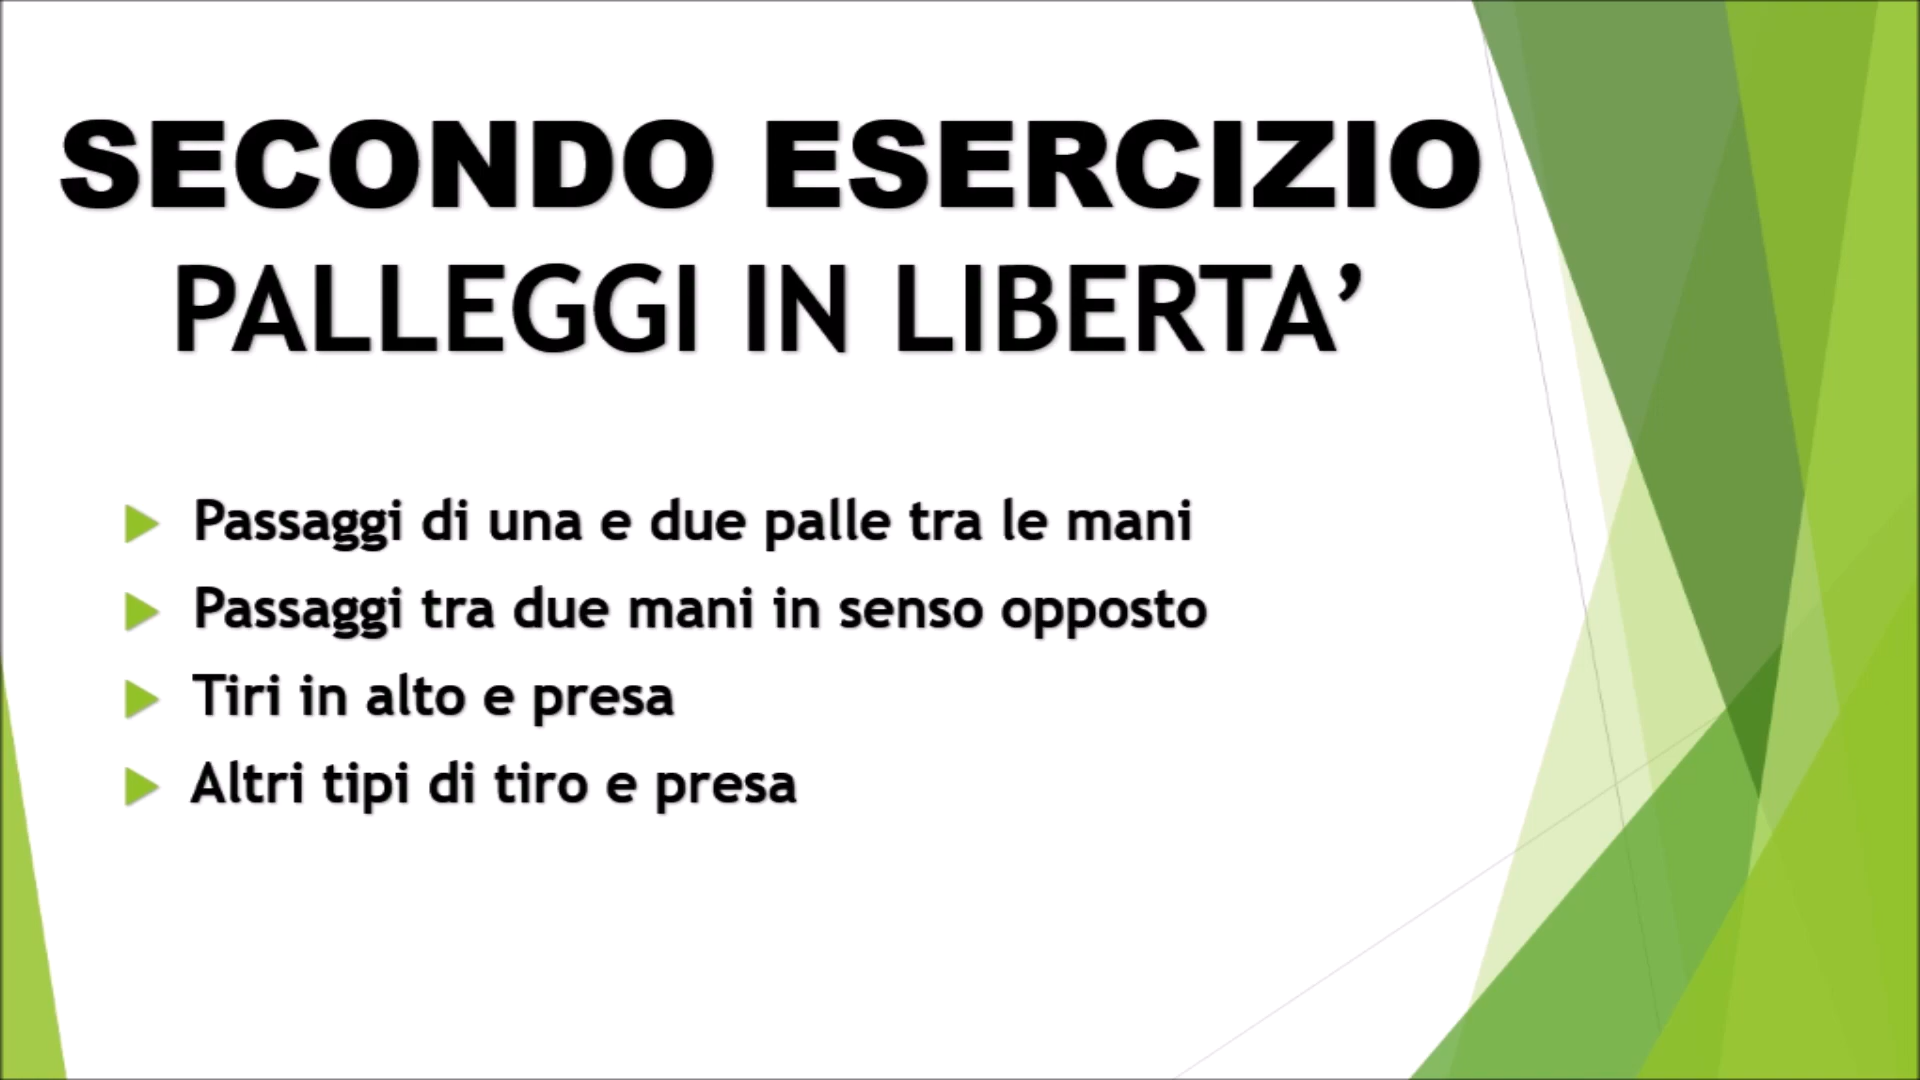 SECONDO ESERCIZIO
PALLEGGI IN LIBERTA’
Passaggi di una e due palle tra le mani
Passaggi tra due mani in senso opposto
Tiri in alto e presa
Altri tipi di tiro e presa